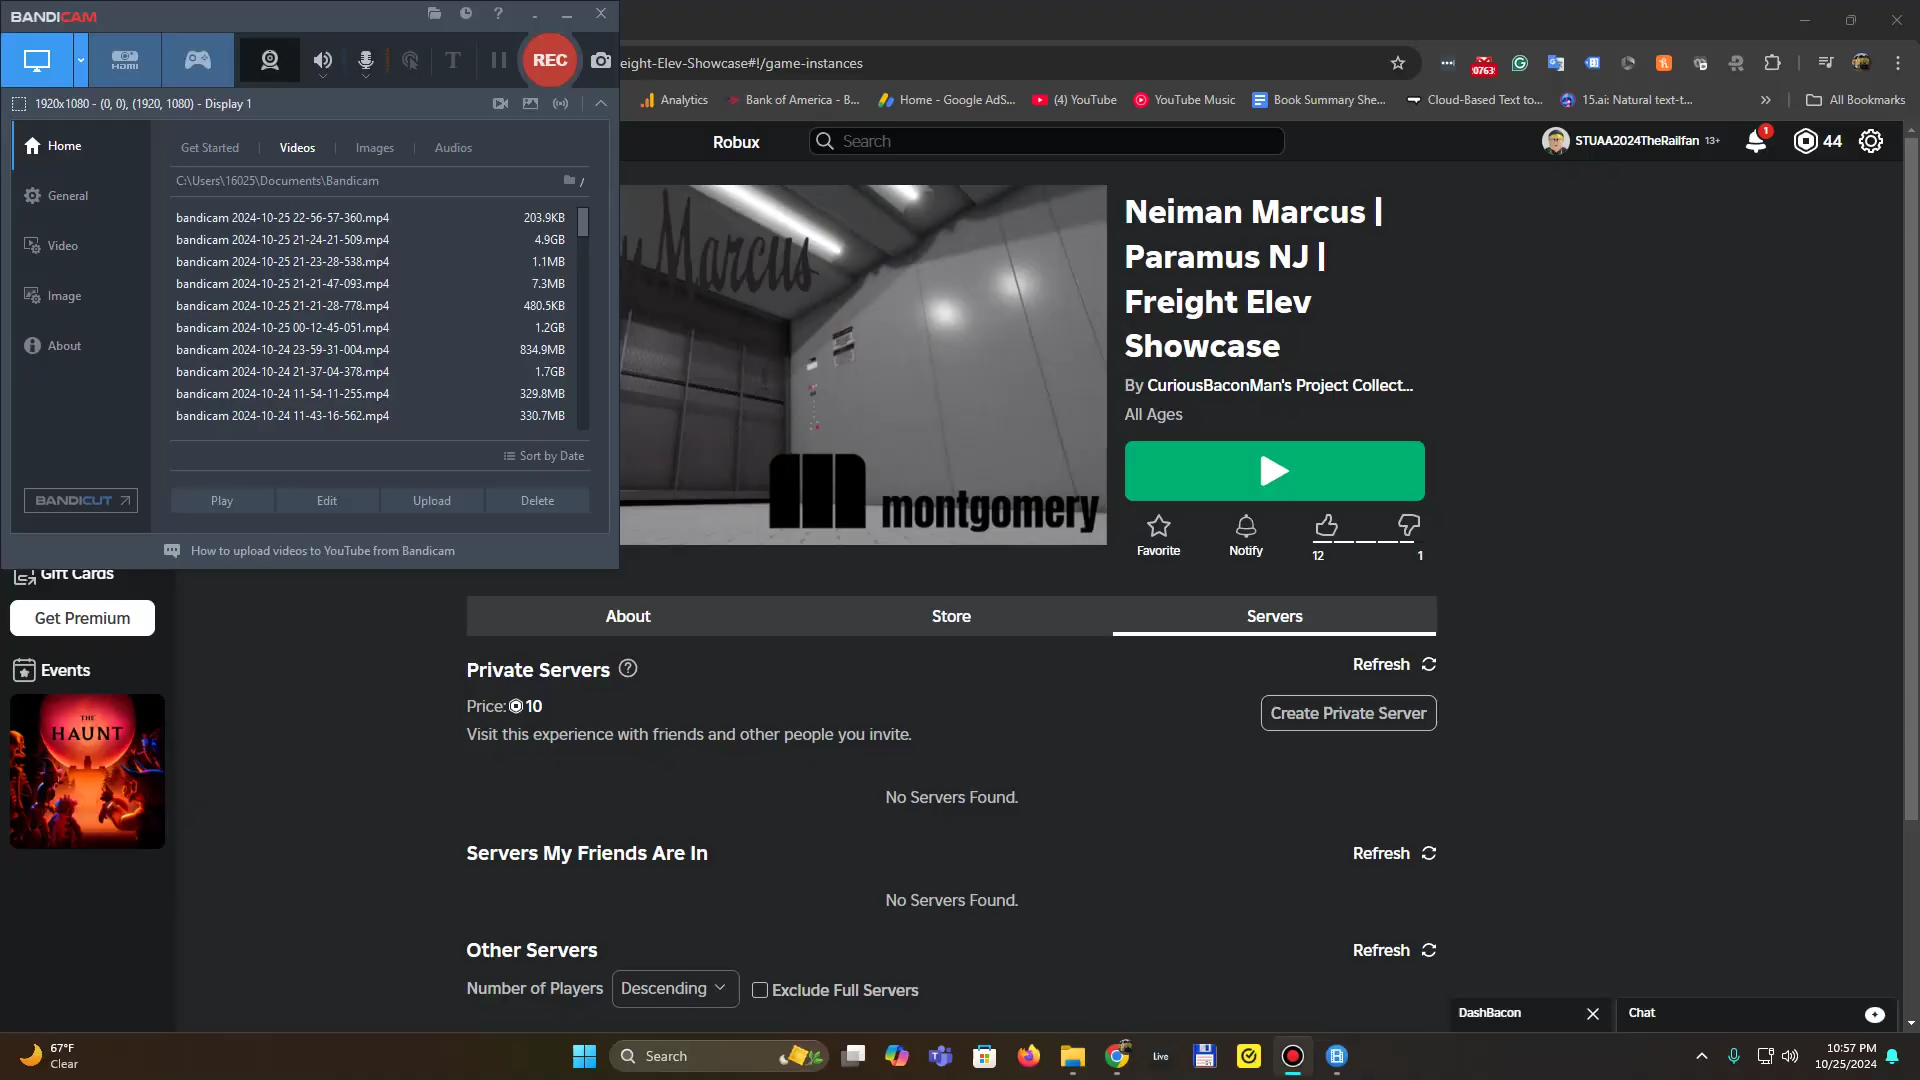 BANDICAM
?
HDMI
T
REC
1920x1080 - (0, 0), (1920, 1080) - Display 1
Home
General
Video
Image
About
BANDICUT
Get Started
Videos
Images
Audios
C:\Users\16025\Documents\Bandicam
/
bandicam 2024-10-25 22-56-57-360.mp4 203.9KB
bandicam 2024-10-25 21-24-21-509.mp4 4.9GB
bandicam 2024-10-25 21-23-28-538.mp4 1.1MB
bandicam 2024-10-25 21-21-47-093.mp4 7.3MB
bandicam 2024-10-25 21-21-28-778.mp4 480.5KB
bandicam 2024-10-25 00-12-45-051.mp4 1.2GB
bandicam 2024-10-24 23-59-31-004.mp4 834.9MB
bandicam 2024-10-24 21-37-04-378.mp4 1.7GB
bandicam 2024-10-24 11-54-11-255.mp4 329.8MB
bandicam 2024-10-24 11-43-16-562.mp4 330.7MB
Sort by Date
Play
Edit
Upload
Delete
How to upload videos to YouTube from Bandicam
eight-Elev-Showcase#!/game-instances
Analytics
Bank of America - B...
Home - Google AdS...
(4) YouTube
YouTube Music
Book Summary She...
Cloud-Based Text to...
15.ai: Natural text-t...
All Bookmarks
Robux
Search
STUAA2024TheRailfan 13+
1
44
Marcus
montgomery
Neiman Marcus |
Paramus NJ |
Freight Elev
Showcase
By CuriousBaconMan's Project Collect...
All Ages
Favorite
Notify
12
1
Gift Cards
Get Premium
Events
THE
HAUNT
About
Store
Servers
Private Servers ?
Refresh
Price: 10
Create Private Server
Visit this experience with friends and other people you invite.
No Servers Found.
Servers My Friends Are In
Refresh
No Servers Found.
Other Servers
Refresh
Number of Players
Descending
Exclude Full Servers
DashBacon
Chat
67°F
Clear
Search
Live
10:57 PM
10/25/2024